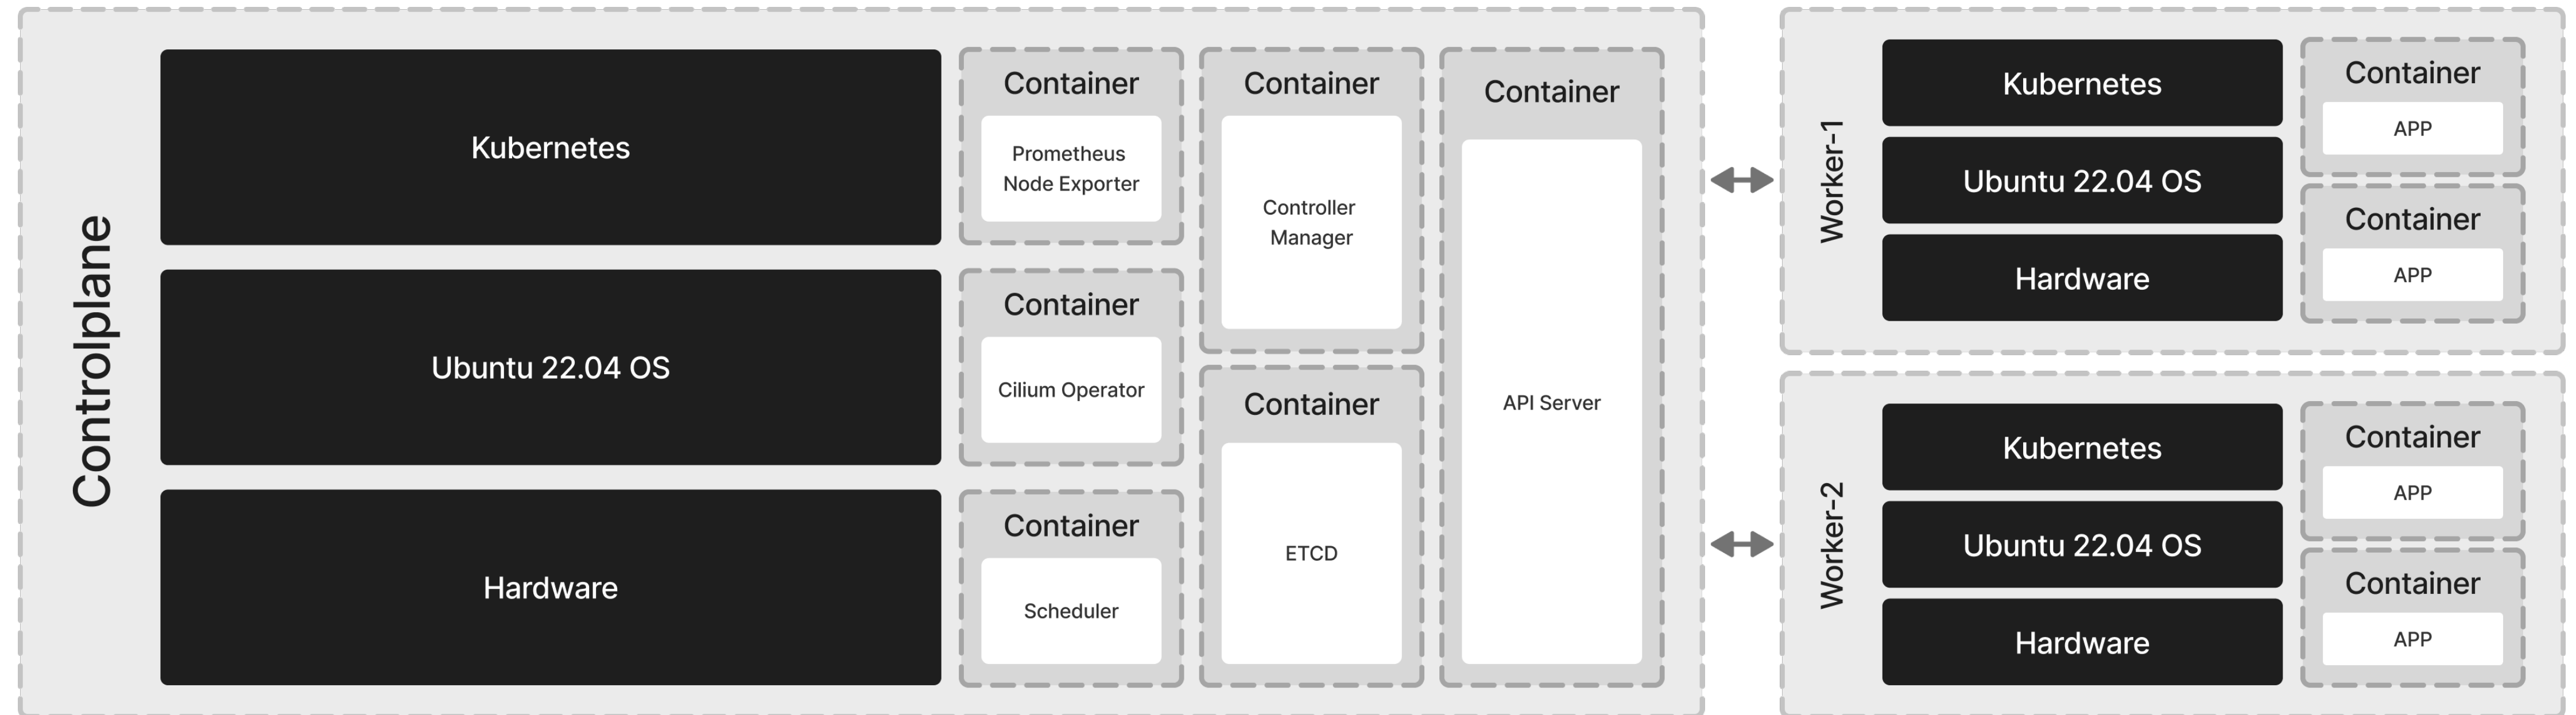 Controlplane
Kubernetes
Ubuntu 22.04 OS
Hardware
Container
Prometheus
Node Exporter
Container
Cilium Operator
Container
Scheduler
Container
Controller
Manager
Container
ETCD
Container
API Server
Worker-1
Kubernetes
Ubuntu 22.04 OS
Hardware
Container
APP
Container
APP
Worker-2
Kubernetes
Ubuntu 22.04 OS
Hardware
Container
APP
Container
APP